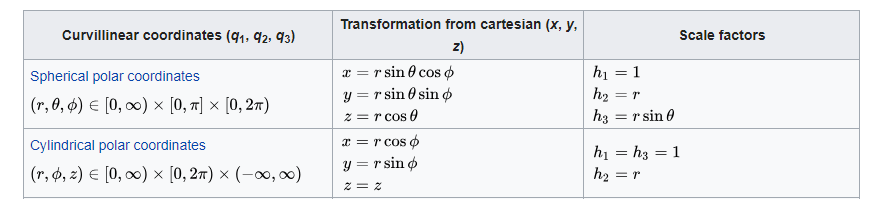 Curvillinear coordinates (q₁, q₂, q₃)
Transformation from cartesian (x, y,
z)
Scale factors
Spherical polar coordinates
(r, θ, ϕ) ∈ [0, ∞) × [0, π] × [0, 2π)
x = r sin θ cos ϕ
y = r sin θ sin ϕ
z = r cos θ
h₁ = 1
h₂ = r
h₃ = r sin θ
Cylindrical polar coordinates
(r, ϕ, z) ∈ [0, ∞) × [0, 2π) × (−∞, ∞)
x = r cos ϕ
y = r sin ϕ
z = z
h₁ = h₃ = 1
h₂ = r